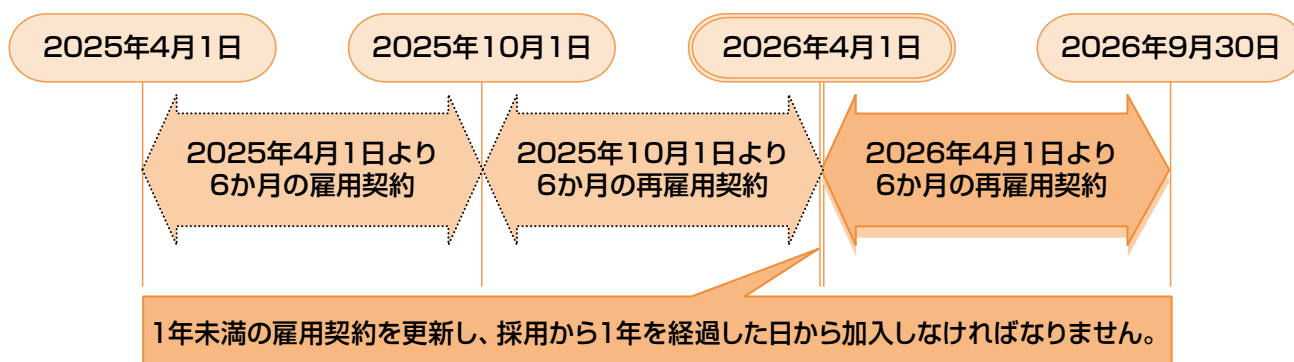 2025年4月1日
2025年10月1日
2026年4月1日
2026年9月30日
2025年4月1日より
6か月の雇用契約
2025年10月1日より
6か月の再雇用契約
2026年4月1日より
6か月の再雇用契約
1年未満の雇用契約を更新し、採用から1年を経過した日から加入しなければなりません。